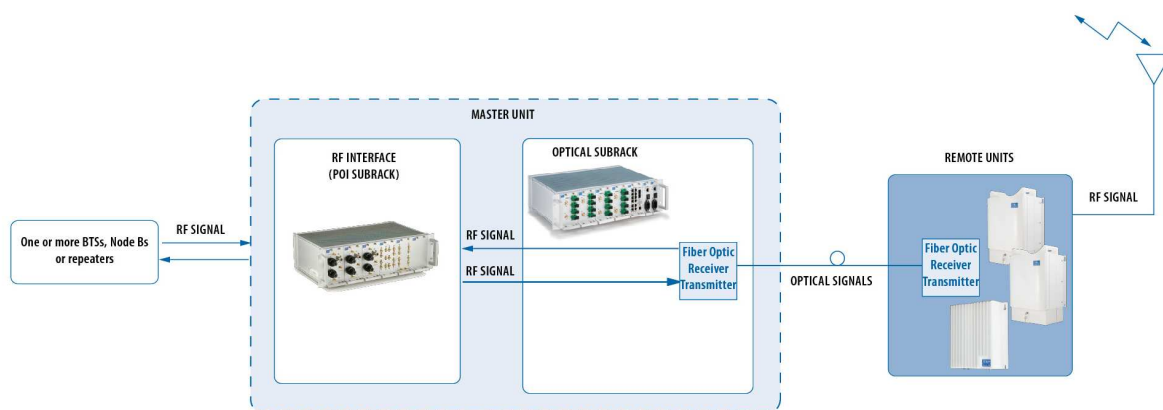 MASTER UNIT
RF INTERFACE
(POI SUBRACK)
OPTICAL SUBRACK
REMOTE UNITS
RF SIGNAL
One or more BTSs, Node Bs
or repeaters
RF SIGNAL
RF SIGNAL
RF SIGNAL
Fiber Optic
Receiver
Transmitter
OPTICAL SIGNALS
Fiber Optic
Receiver
Transmitter